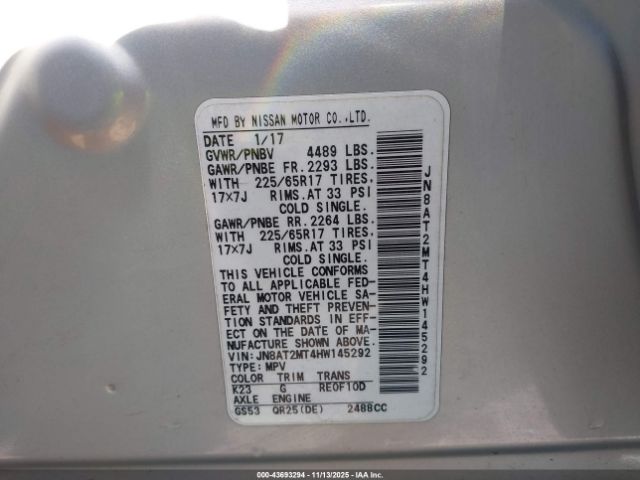 MFD BY NISSAN MOTOR CO.,LTD.
DATE 1/17
GVWR/PNBV 4489 LBS.
GAWR/PNBE FR. 2293 LBS.
WITH 225/65R17 TIRES.
17×7J RIMS.AT 33 PSI
COLD SINGLE.
GAWR/PNBE RR. 2264 LBS.
WITH 225/65R17 TIRES.
17×7J RIMS.AT 33 PSI
COLD SINGLE.
THIS VEHICLE CONFORMS
TO ALL APPLICABLE FED-
ERAL MOTOR VEHICLE SA-
FETY AND THEFT PREVEN-
TION STANDARDS IN EFF-
ECT ON THE DATE OF MA-
NUFACTURE SHOWN ABOVE.
VIN: JN8AT2MT4HW145292
TYPE: MPV
COLOR TRIM TRANS
K23 G RE0F10D
AXLE ENGINE
GS53 QR25(DE) 2488CC
JN8AT2MT4HW145292
000-43693294 - 11/13/2025 - IAAI.CA